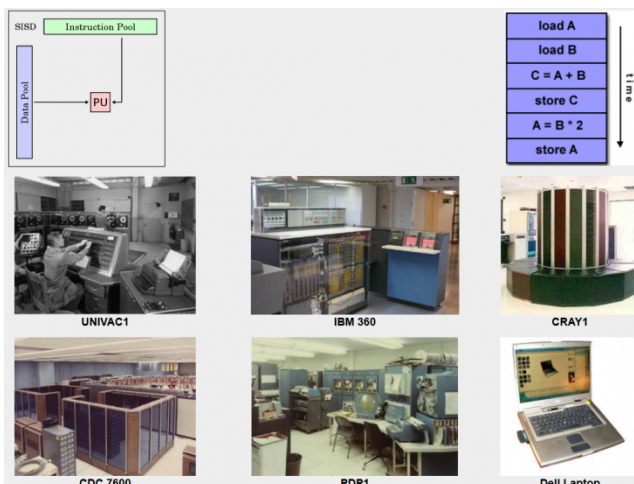 SISD
Instruction Pool
Data Pool
PU
load A
load B
C = A + B
store C
A = B * 2
store A
time
UNIVAC1
IBM 360
CRAY1
CDC 7600
PDP1
Dell Laptop